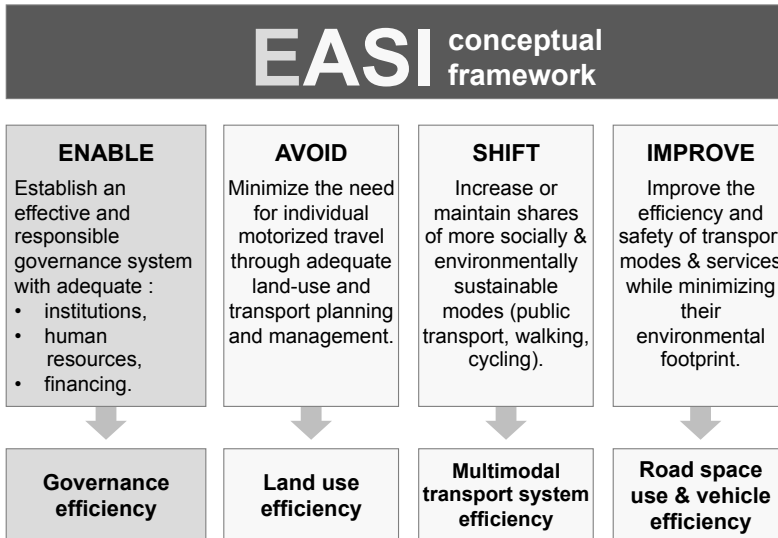 EASI conceptual
framework
ENABLE
Establish an
effective and
responsible
governance system
with adequate :
• institutions,
• human
resources,
• financing.
AVOID
Minimize the need
for individual
motorized travel
through adequate
land-use and
transport planning
and management.
SHIFT
Increase or
maintain shares
of more socially &
environmentally
sustainable
modes (public
transport, walking,
cycling).
IMPROVE
Improve the
efficiency and
safety of transport
modes & services
while minimizing
their
environmental
footprint.
Governance
efficiency
Land use
efficiency
Multimodal
transport system
efficiency
Road space
use & vehicle
efficiency